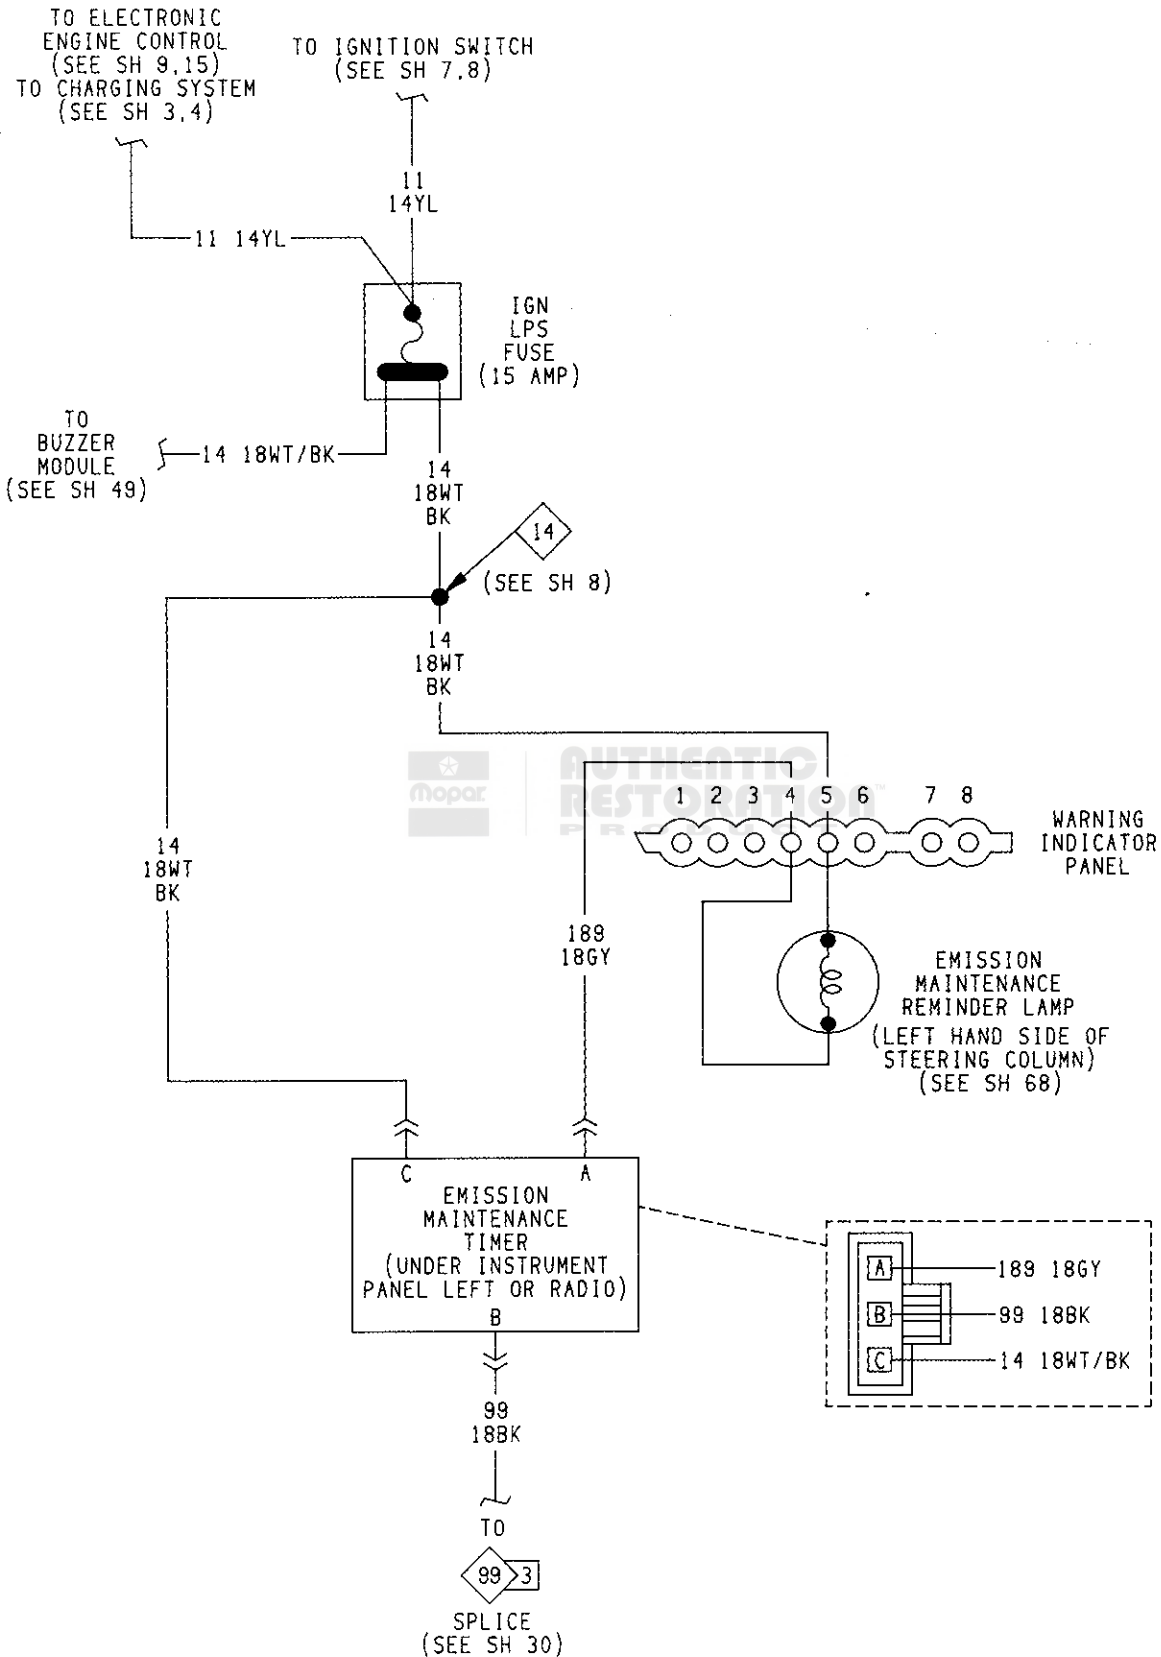 TO ELECTRONIC
ENGINE CONTROL
(SEE SH 9,15)
TO CHARGING SYSTEM
(SEE SH 3,4)
TO IGNITION SWITCH
(SEE SH 7,8)
11
14YL
11 14YL
IGN
LPS
FUSE
(15 AMP)
TO
BUZZER
MODULE
(SEE SH 49)
14 18WT/BK
14
18WT
BK
14
(SEE SH 8)
14
18WT
BK
Mopar
AUTHENTIC
RESTORATION™
PRODUCT
1 2 3 4 5 6 7 8
WARNING
INDICATOR
PANEL
14
18WT
BK
189
18GY
EMISSION
MAINTENANCE
REMINDER LAMP
(LEFT HAND SIDE OF
STEERING COLUMN)
(SEE SH 68)
C A
EMISSION
MAINTENANCE
TIMER
(UNDER INSTRUMENT
PANEL LEFT OR RADIO)
B
A 189 18GY
B 99 18BK
C 14 18WT/BK
99
18BK
TO
99 3
SPLICE
(SEE SH 30)